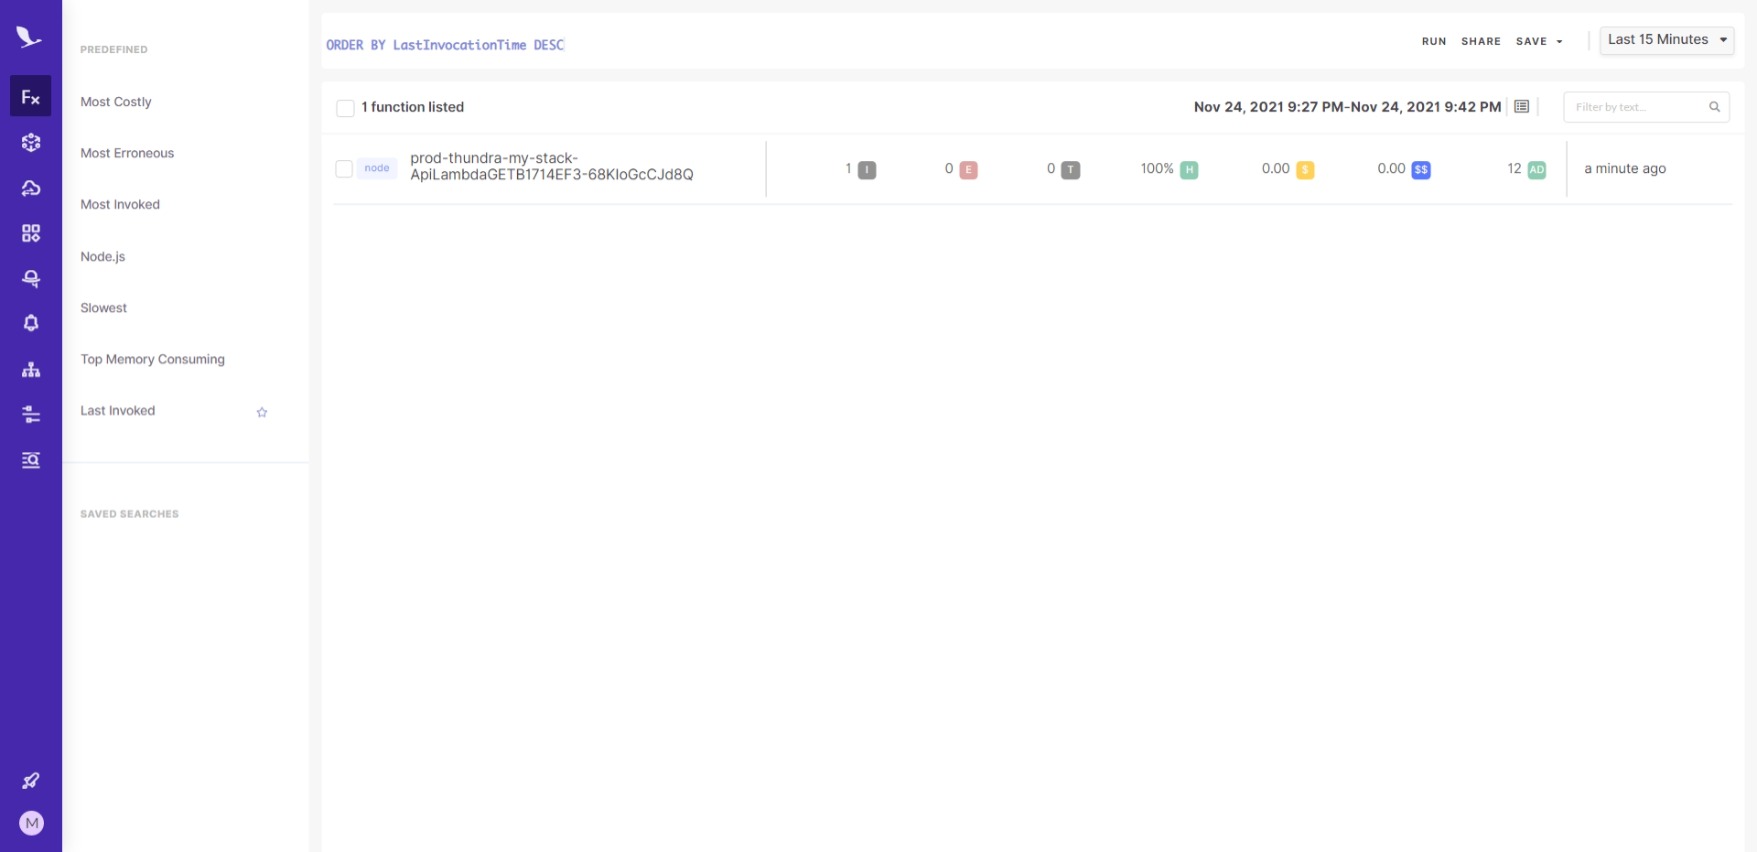 ORDER BY LastInvocationTime DESC
RUN SHARE SAVE
Last 15 Minutes
Fx
PREDEFINED
Most Costly
Most Erroneous
Most Invoked
Node.js
Slowest
Top Memory Consuming
Last Invoked
SAVED SEARCHES
M
1 function listed
Nov 24, 2021 9:27 PM-Nov 24, 2021 9:42 PM
Filter by text...
node
prod-thundra-my-stack-
ApiLambdaGETB1714EF3-68KIoGcCJd8Q
1 I 0 E 0 T 100% H 0.00 $ 0.00 $$ 12 AD
a minute ago